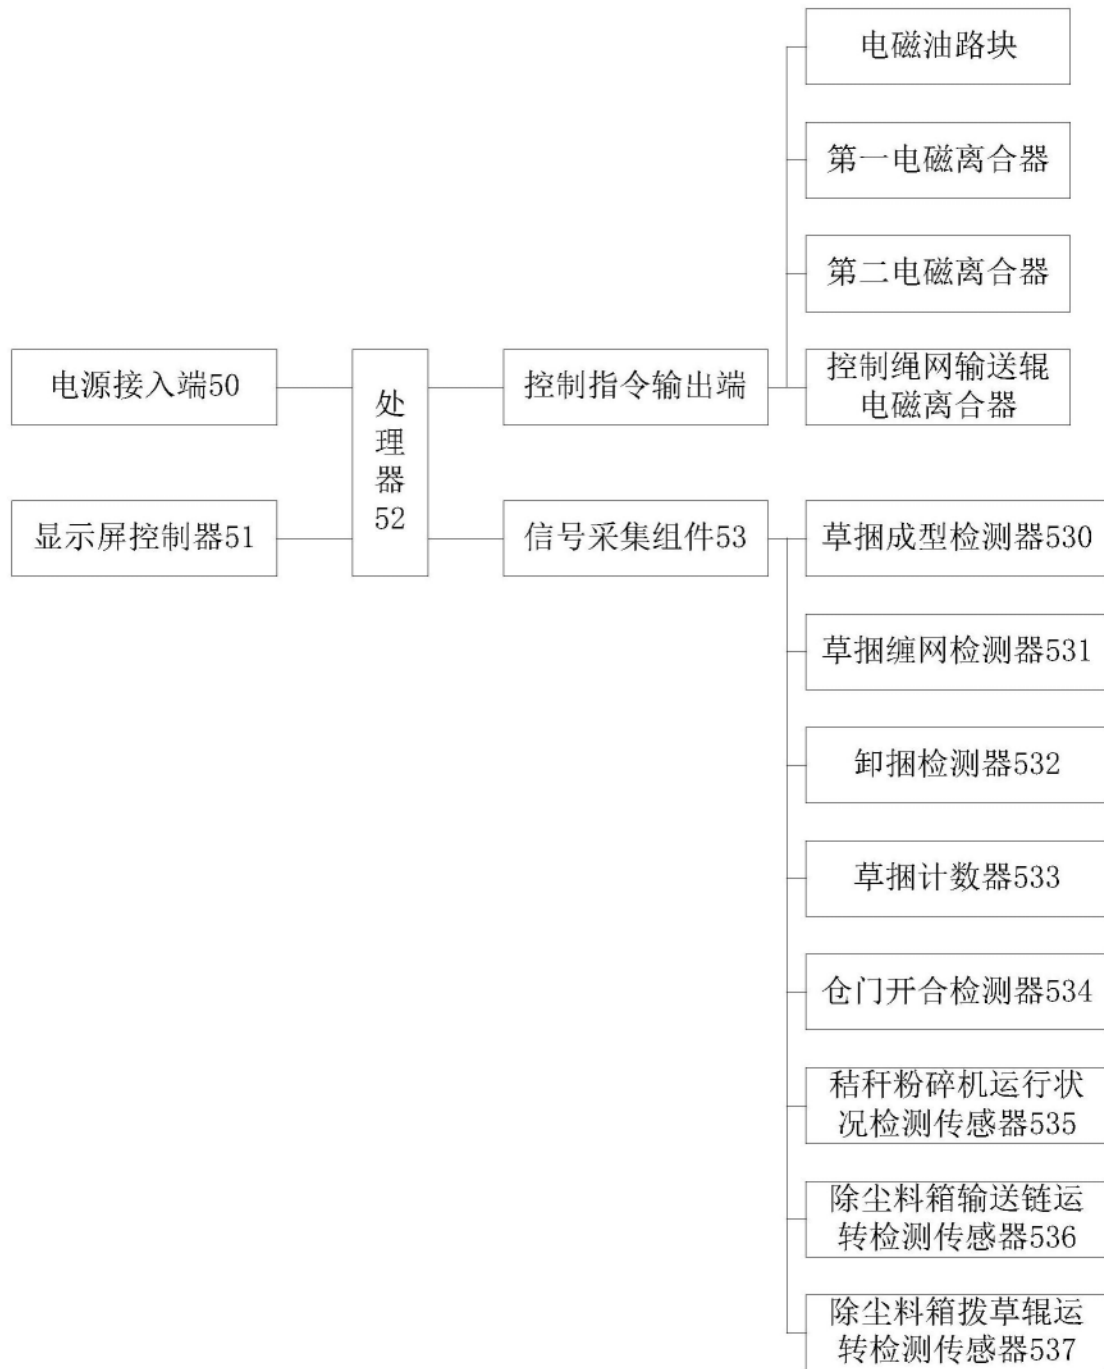 电磁油路块
第一电磁离合器
第二电磁离合器
电源接入端50
处
理
器
52
控制指令输出端
控制绳网输送辊
电磁离合器
显示屏控制器51
信号采集组件53
草捆成型检测器530
草捆缠网检测器531
卸捆检测器532
草捆计数器533
仓门开合检测器534
秸秆粉碎机运行状
况检测传感器535
除尘料箱输送链运
转检测传感器536
除尘料箱拨草辊运
转检测传感器537